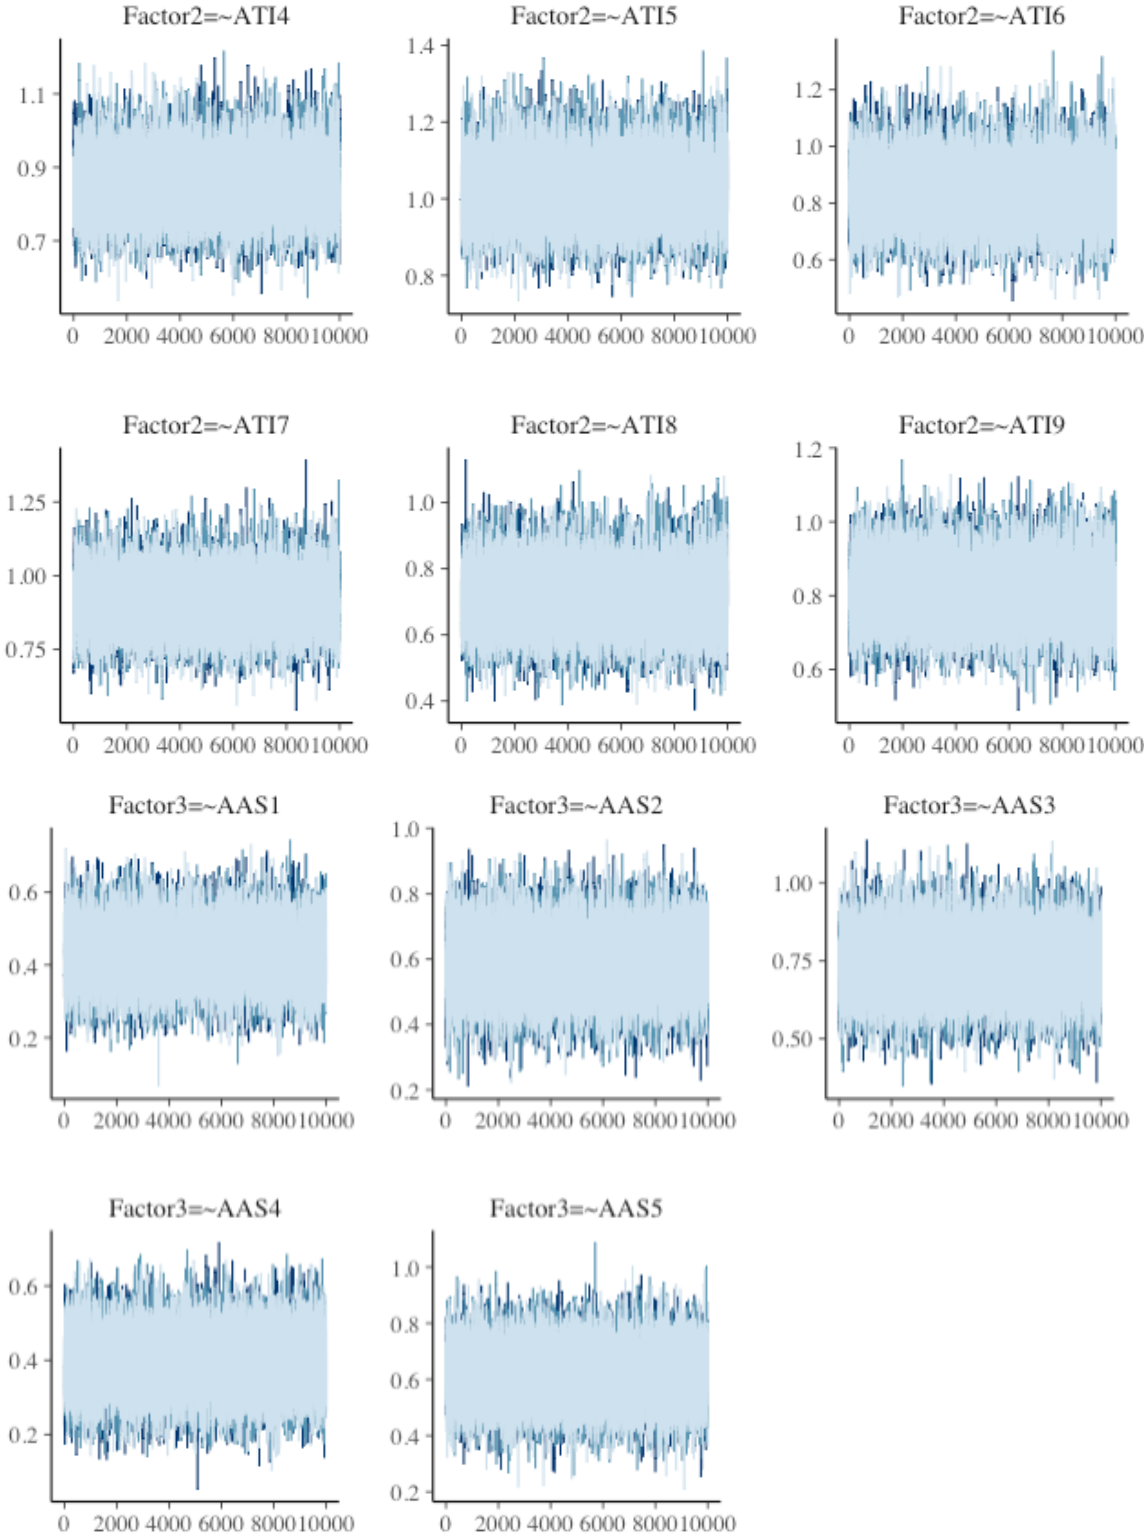 Factor2=~ATI4 Factor2=~ATI5 Factor2=~ATI6
1.1
0.9
0.7
0 2000 4000 6000 8000 10000
1.4
1.2
1.0
0.8
0 2000 4000 6000 8000 10000
1.2
1.0
0.8
0.6
0 2000 4000 6000 8000 10000
Factor2=~ATI7 Factor2=~ATI8 Factor2=~ATI9
1.25
1.00
0.75
0 2000 4000 6000 8000 10000
1.0
0.8
0.6
0.4
0 2000 4000 6000 8000 10000
1.2
1.0
0.8
0.6
0 2000 4000 6000 8000 10000
Factor3=~AAS1 Factor3=~AAS2 Factor3=~AAS3
0.6
0.4
0.2
0 2000 4000 6000 8000 10000
1.0
0.8
0.6
0.4
0.2
0 2000 4000 6000 8000 10000
1.00
0.75
0.50
0 2000 4000 6000 8000 10000
Factor3=~AAS4 Factor3=~AAS5
0.6
0.4
0.2
0 2000 4000 6000 8000 10000
1.0
0.8
0.6
0.4
0.2
0 2000 4000 6000 8000 10000